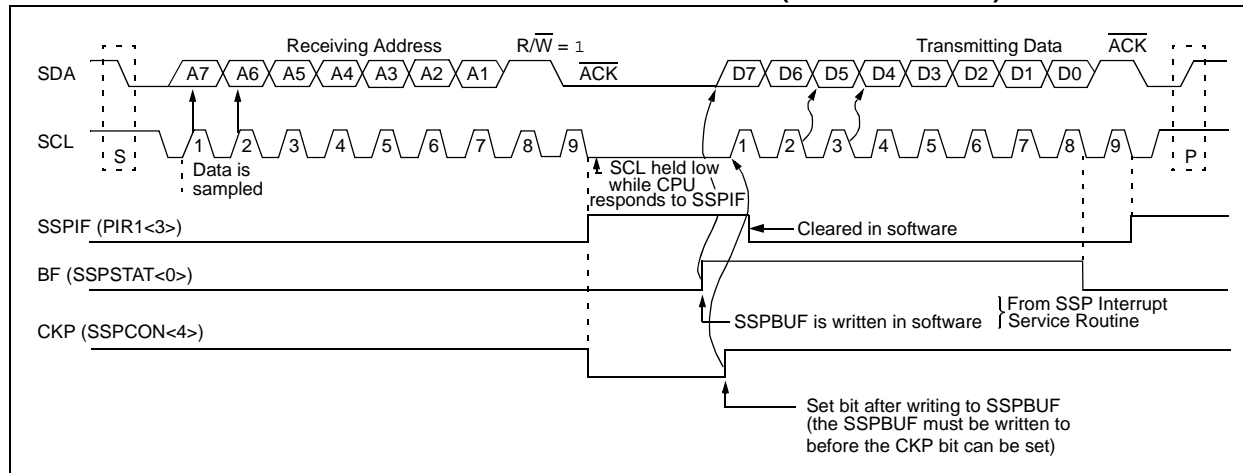 Receiving Address R/W = 1 Transmitting Data ACK
SDA A7 A6 A5 A4 A3 A2 A1 ACK D7 D6 D5 D4 D3 D2 D1 D0
SCL S 1 2 3 4 5 6 7 8 9 1 2 3 4 5 6 7 8 9 P
Data is
sampled
SCL held low
while CPU
responds to SSPIF
SSPIF (PIR1<3>)
Cleared in software
BF (SSPSTAT<0>)
SSPBUF is written in software
From SSP Interrupt
Service Routine
CKP (SSPCON<4>)
Set bit after writing to SSPBUF
(the SSPBUF must be written to
before the CKP bit can be set)